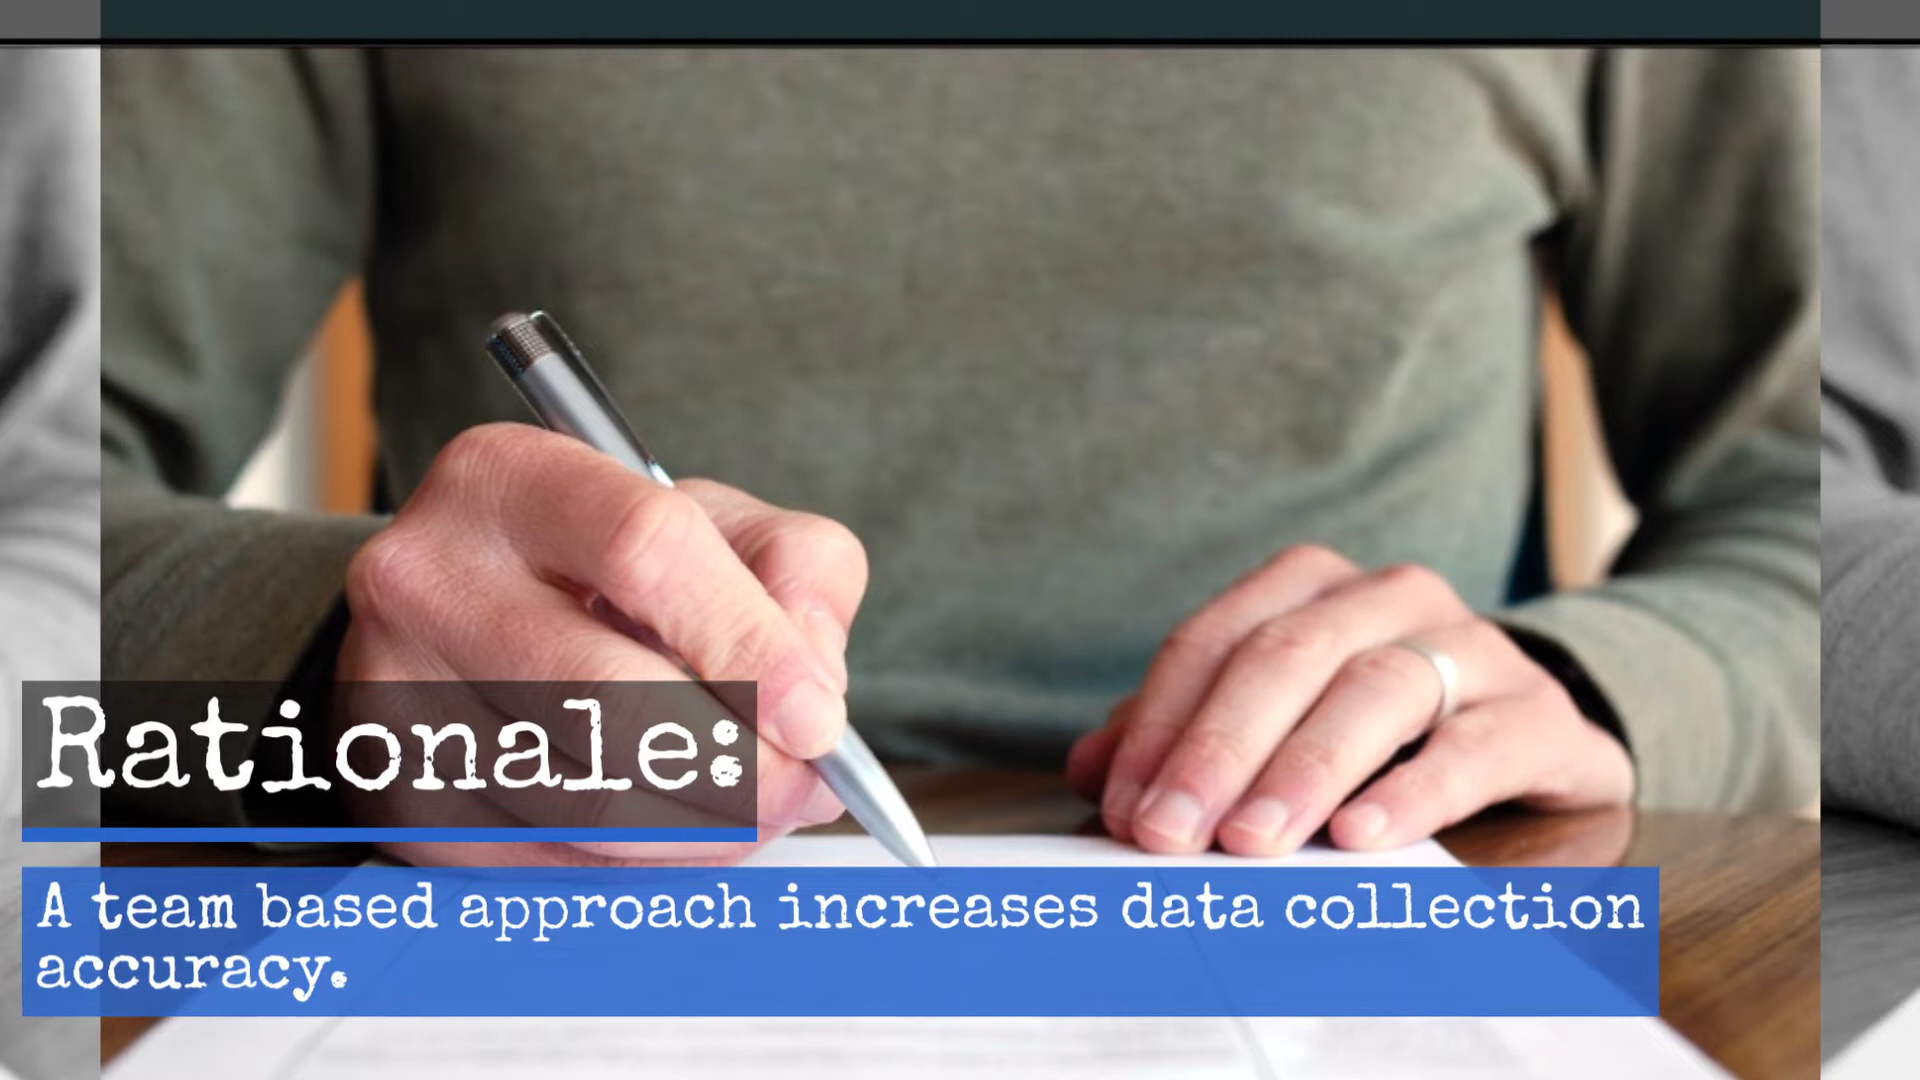 Rationale:
A team based approach increases data collection
accuracy.